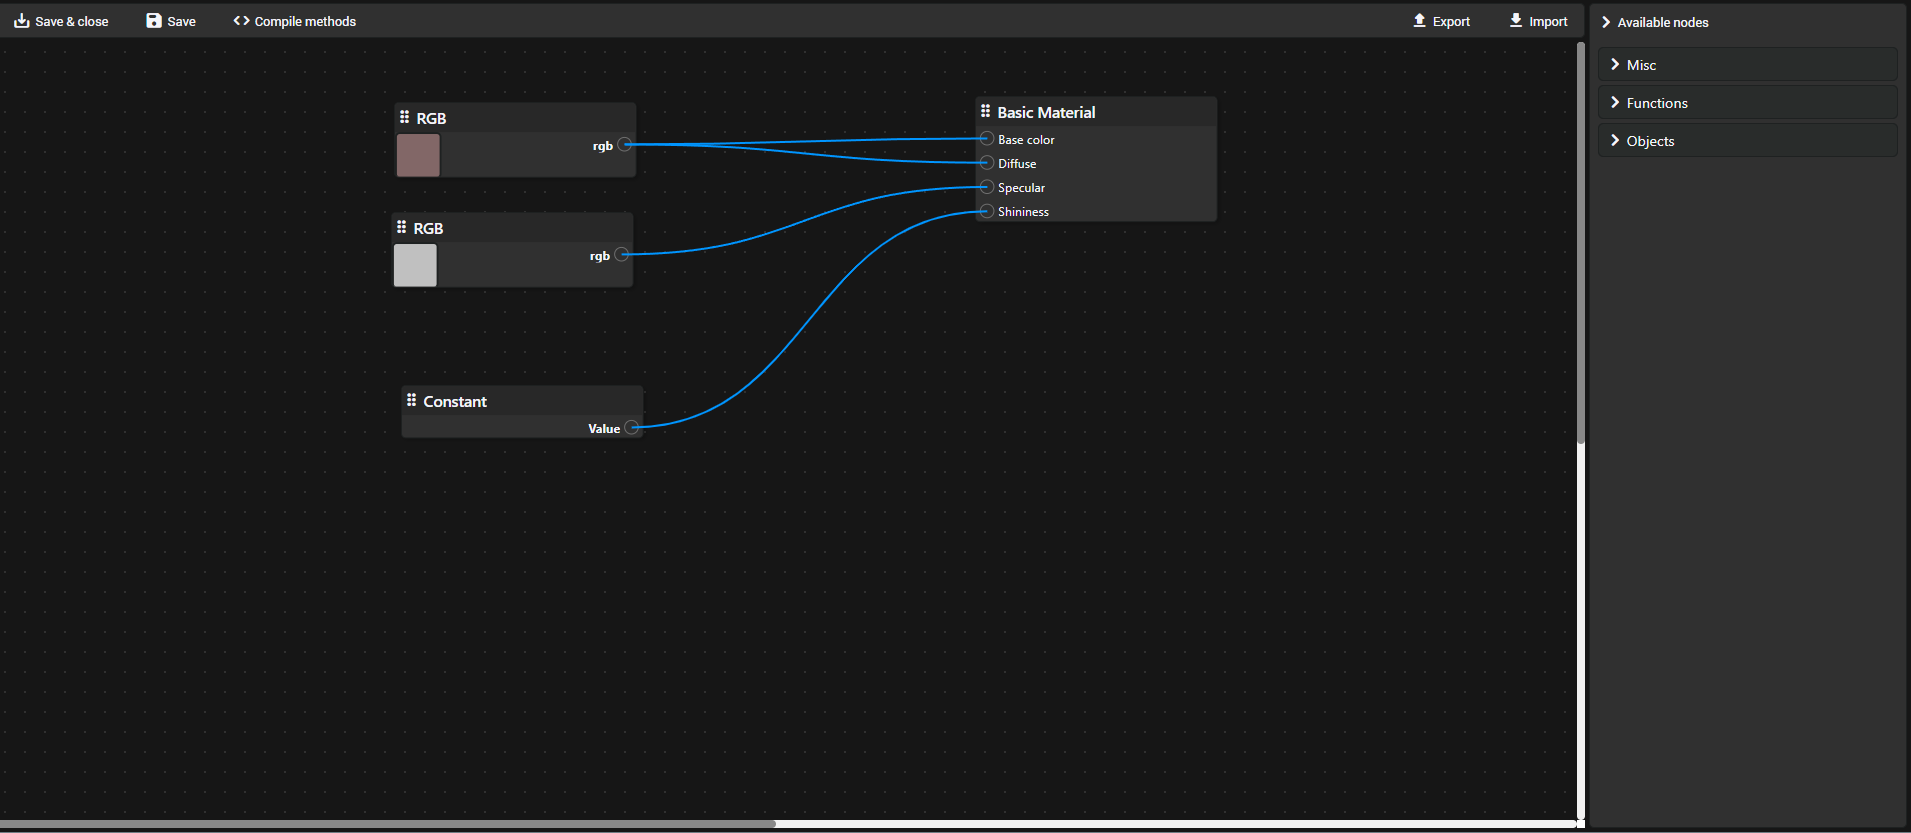 Save & close
Save
Compile methods
Export
Import
Available nodes
Misc
Functions
Objects
RGB
rgb
RGB
rgb
Constant
Value
Basic Material
Base color
Diffuse
Specular
Shininess